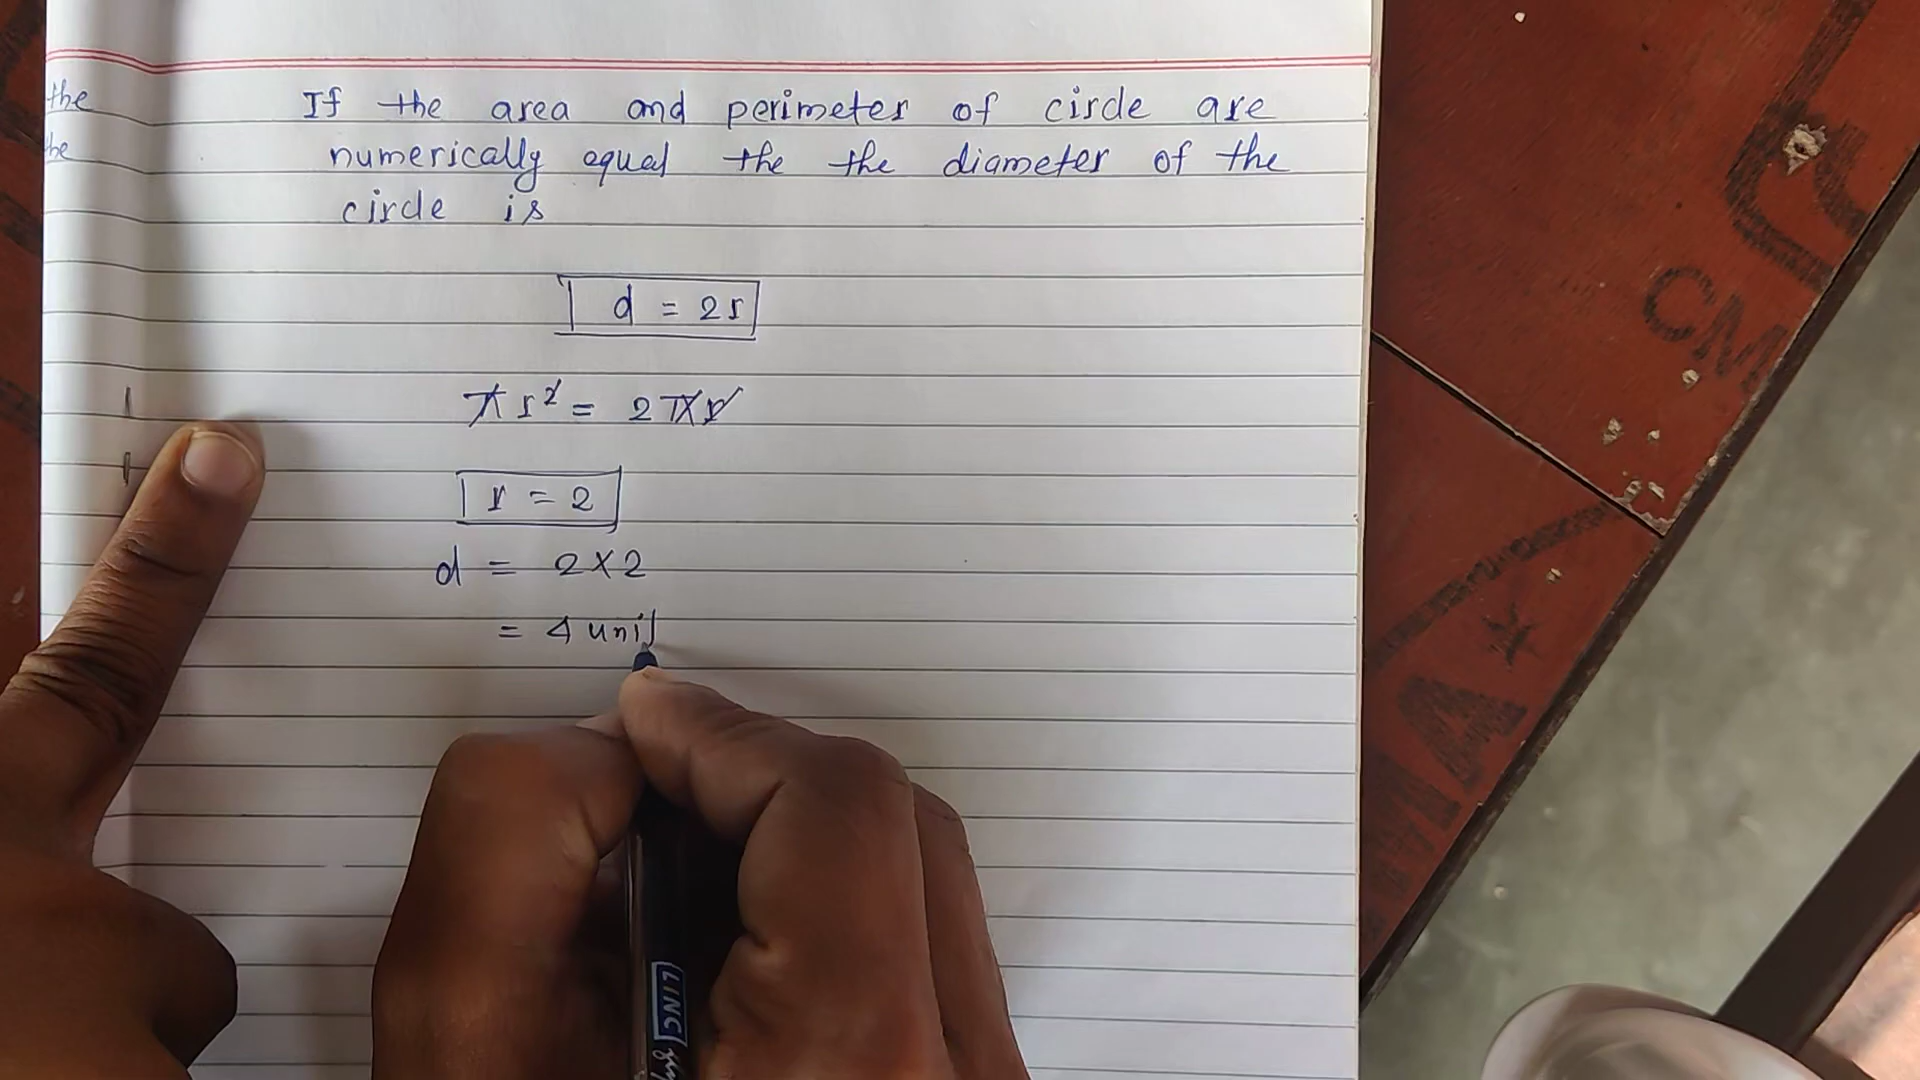 the
the
If the area and perimeter of circle are
numerically equal the the diameter of the
circle is
d = 2r
πr² = 2πr
r = 2
d = 2×2
= 4 unit
LINC
CM